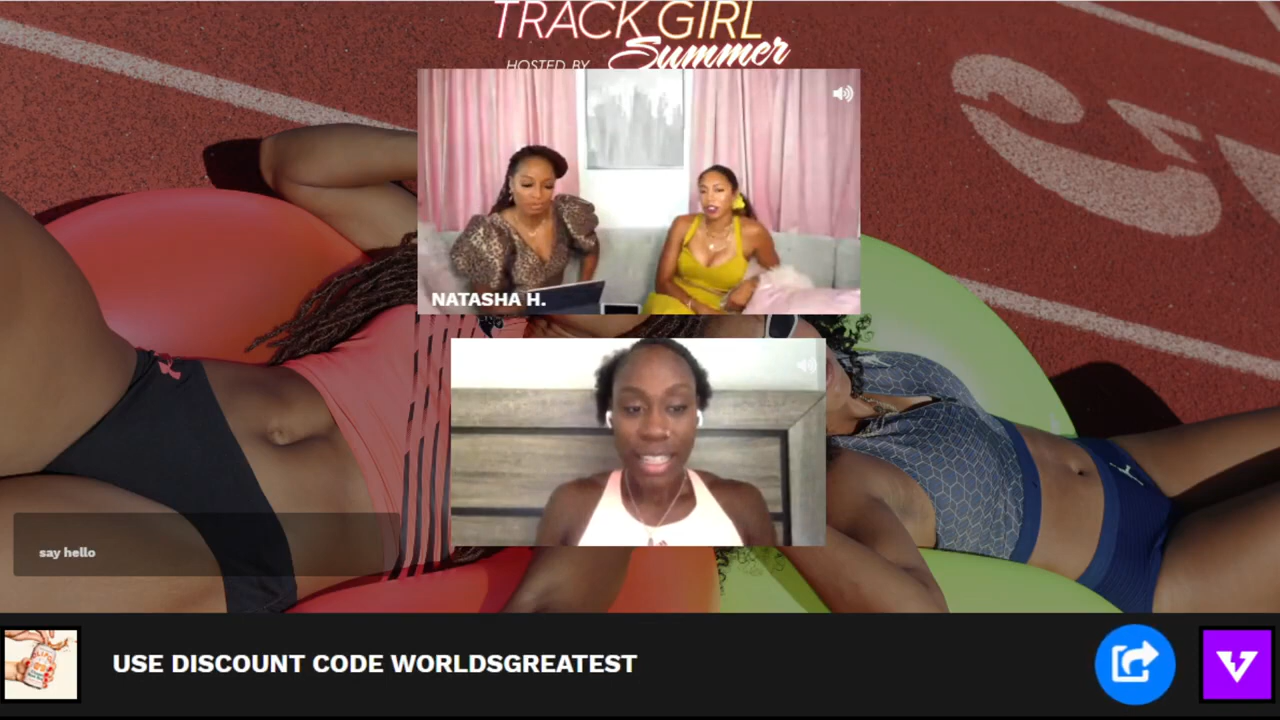 TRACK GIRL
Summer
HOSTED BY
NATASHA H.
say hello
USE DISCOUNT CODE WORLDSGREATEST